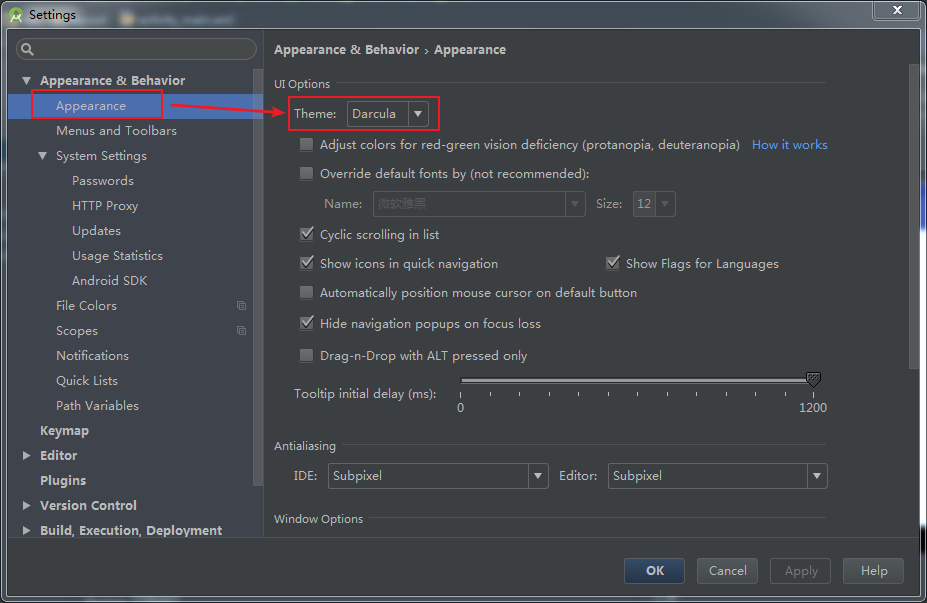 Settings
Appearance & Behavior
Appearance
Menus and Toolbars
System Settings
Passwords
HTTP Proxy
Updates
Usage Statistics
Android SDK
File Colors
Scopes
Notifications
Quick Lists
Path Variables
Keymap
Editor
Plugins
Version Control
Build, Execution, Deployment
Appearance & Behavior › Appearance
UI Options
Theme: Darcula
Adjust colors for red-green vision deficiency (protanopia, deuteranopia) How it works
Override default fonts by (not recommended):
Name: 微软雅黑 Size: 12
Cyclic scrolling in list
Show icons in quick navigation Show Flags for Languages
Automatically position mouse cursor on default button
Hide navigation popups on focus loss
Drag-n-Drop with ALT pressed only
Tooltip initial delay (ms):
0 1200
Antialiasing
IDE: Subpixel Editor: Subpixel
Window Options
OK Cancel Apply Help